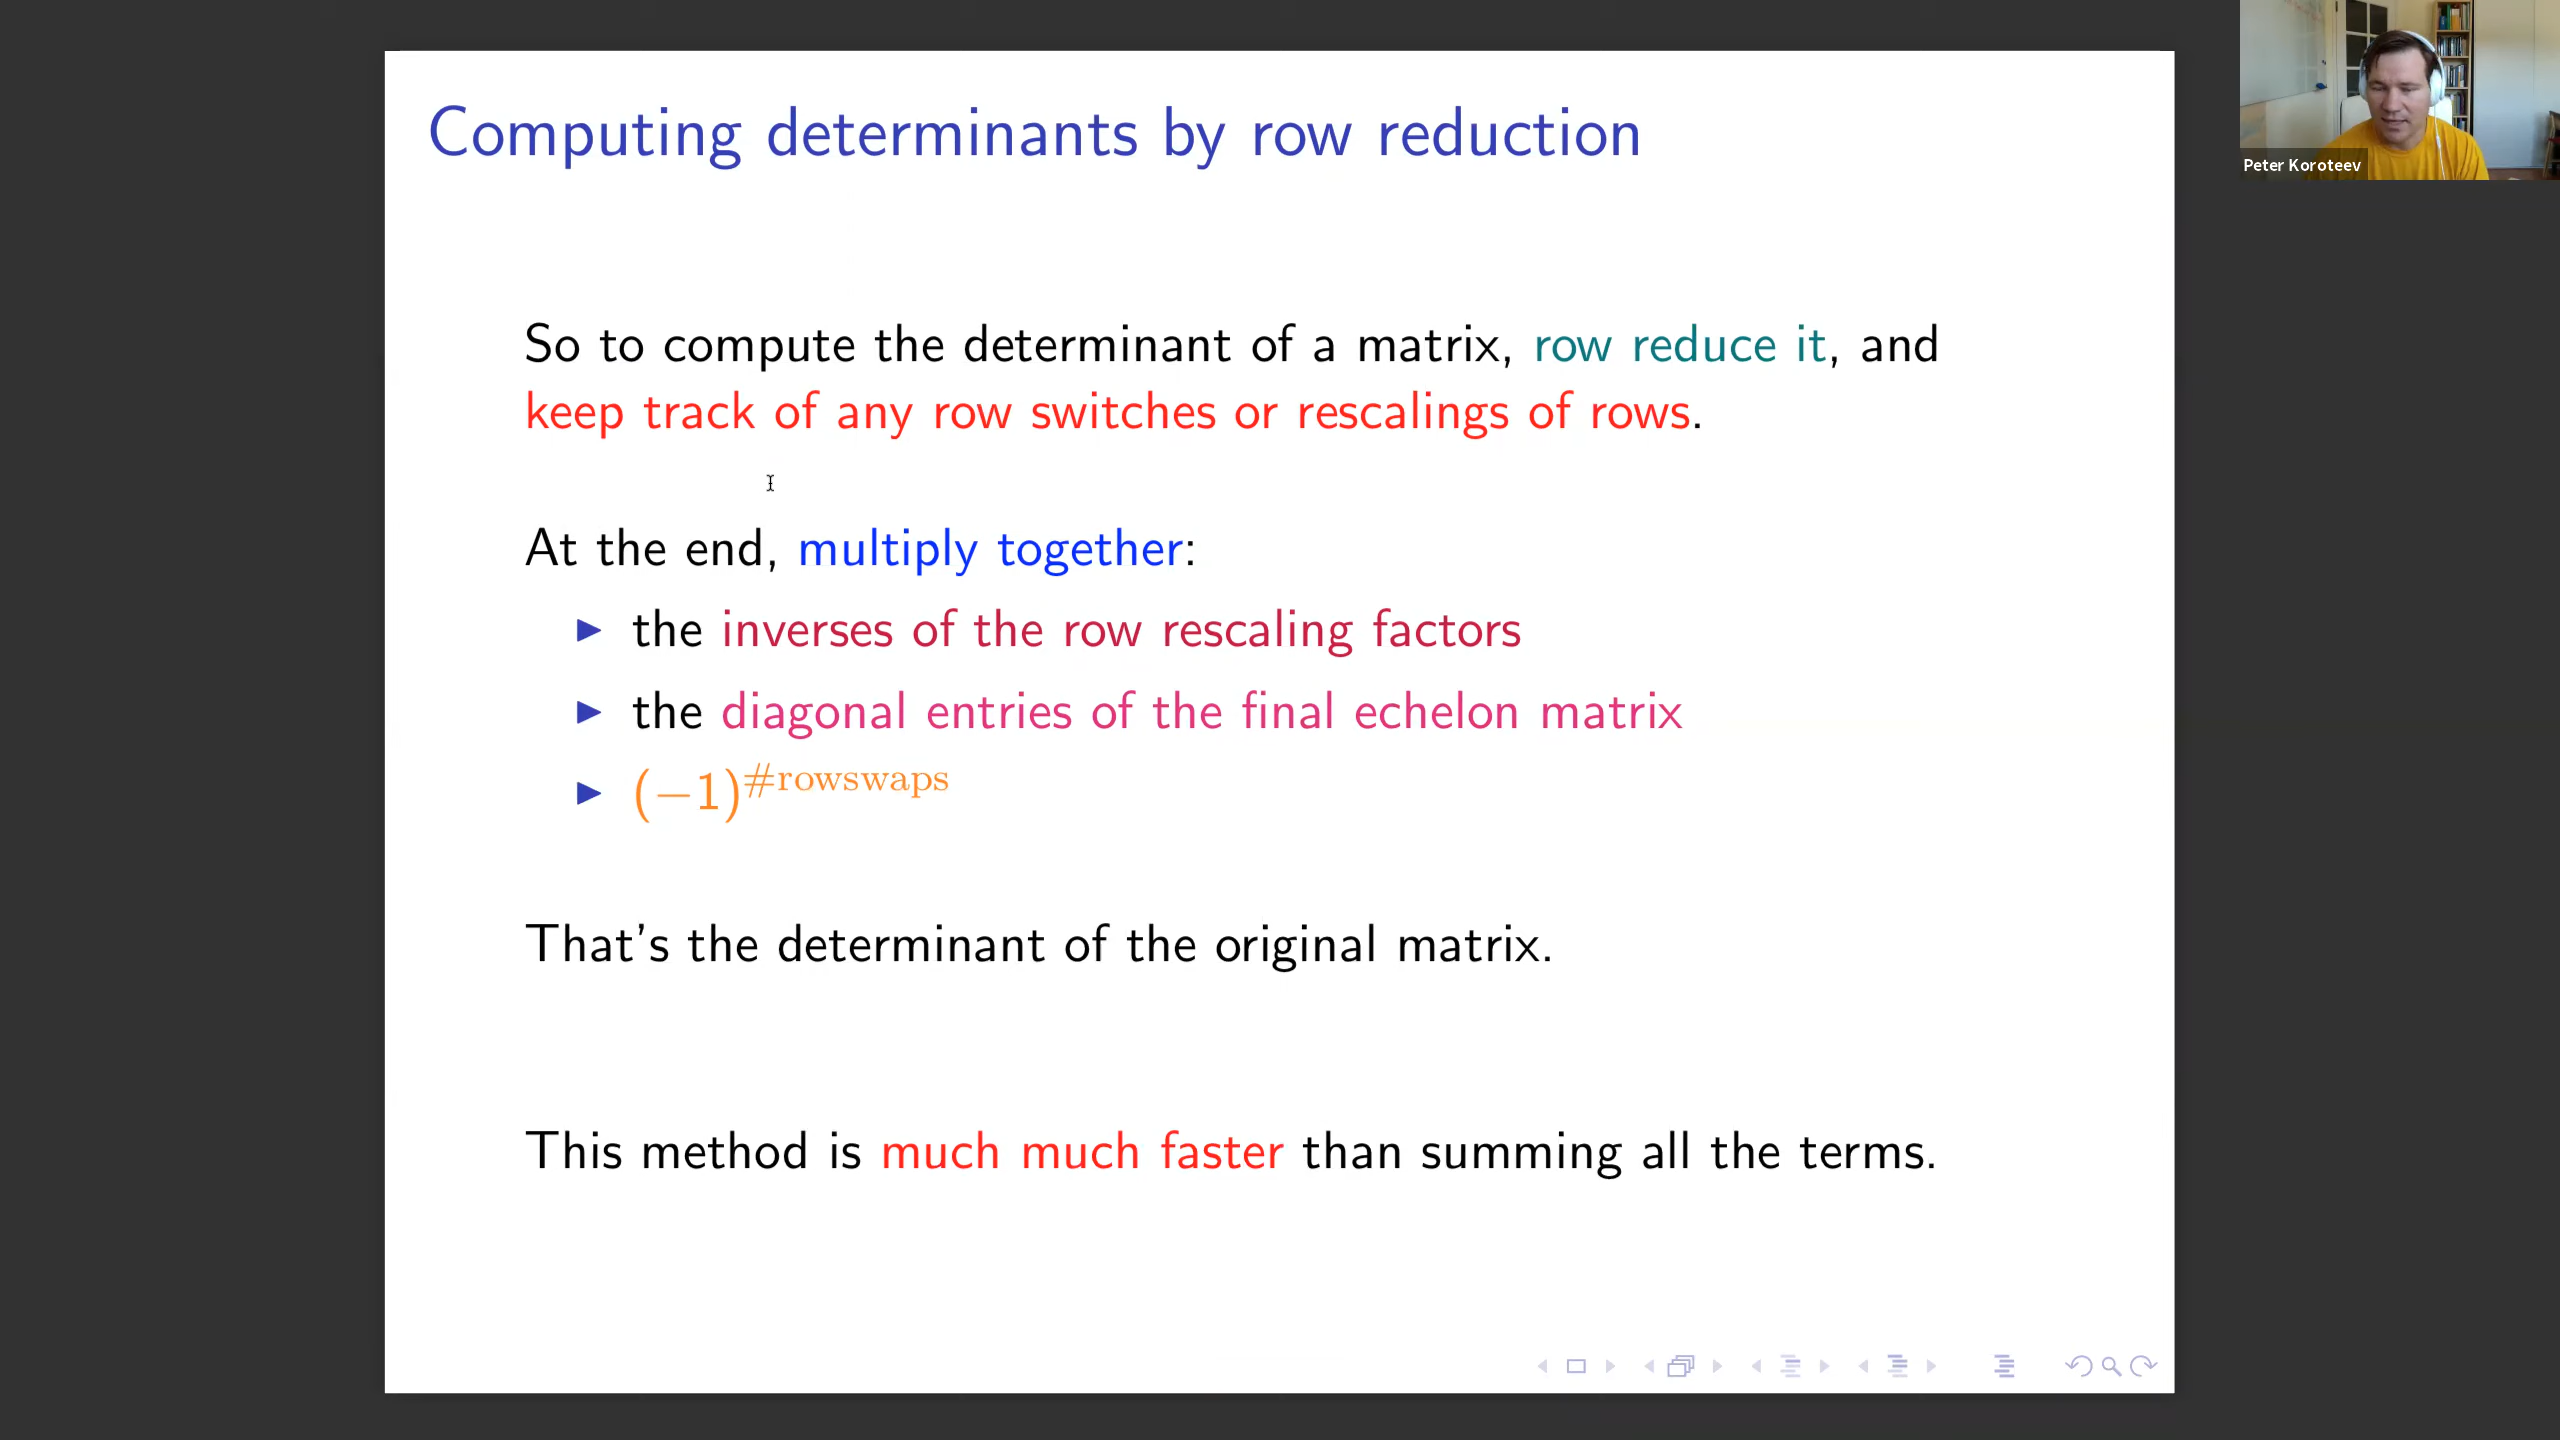 Computing determinants by row reduction
Peter Koroteev
So to compute the determinant of a matrix, row reduce it, and
keep track of any row switches or rescalings of rows.
At the end, multiply together:
▶ the inverses of the row rescaling factors
▶ the diagonal entries of the final echelon matrix
▶ (−1)^#rowswaps
That's the determinant of the original matrix.
This method is much much faster than summing all the terms.